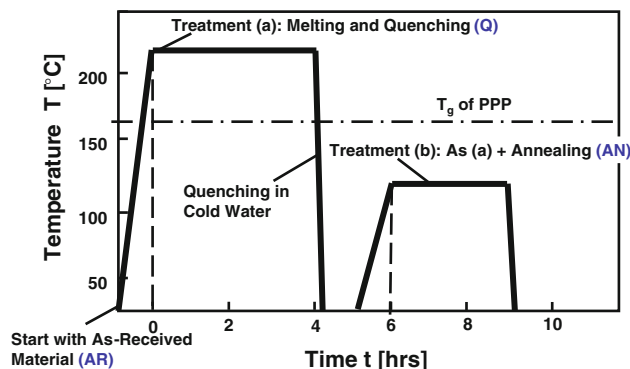 Treatment (a): Melting and Quenching (Q)
200
Tg of PPP
150
Treatment (b): As (a) + Annealing (AN)
Quenching in
Cold Water
100
50
Temperature T [°C]
0 2 4 6 8 10
Start with As-Received
Material (AR)
Time t [hrs]